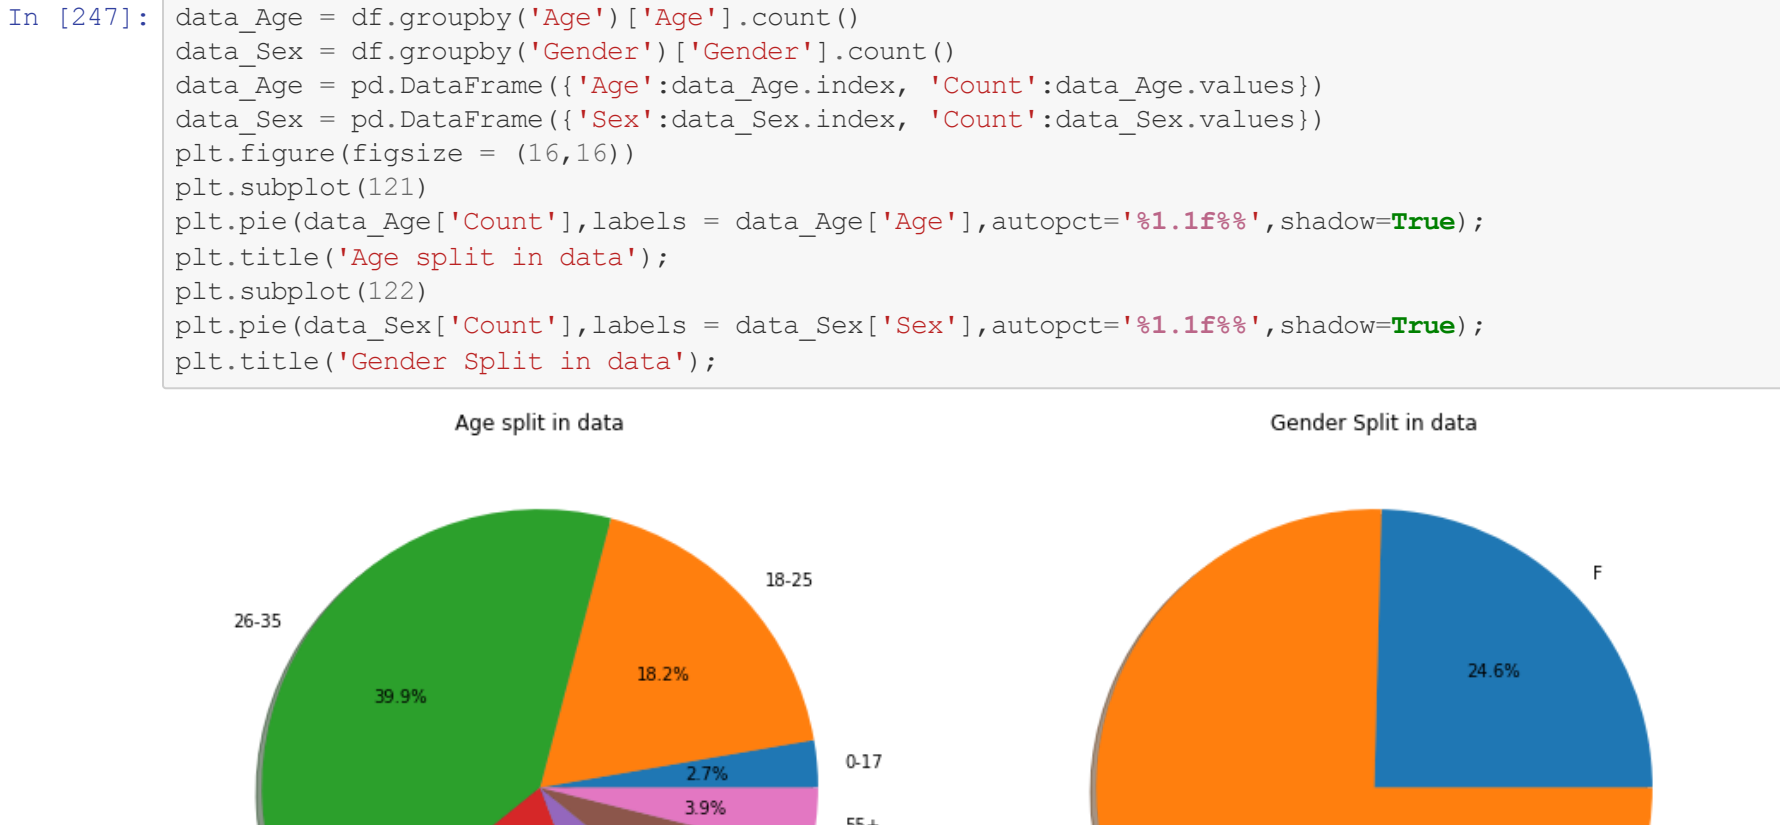 In [247]: data_Age = df.groupby('Age')['Age'].count()
data_Sex = df.groupby('Gender')['Gender'].count()
data_Age = pd.DataFrame({'Age':data_Age.index, 'Count':data_Age.values})
data_Sex = pd.DataFrame({'Sex':data_Sex.index, 'Count':data_Sex.values})
plt.figure(figsize = (16,16))
plt.subplot(121)
plt.pie(data_Age['Count'],labels = data_Age['Age'],autopct='%1.1f%%',shadow=True);
plt.title('Age split in data');
plt.subplot(122)
plt.pie(data_Sex['Count'],labels = data_Sex['Sex'],autopct='%1.1f%%',shadow=True);
plt.title('Gender Split in data');
Age split in data
26-35
18-25
39.9%
18.2%
0-17
2.7%
3.9%
55+
Gender Split in data
F
24.6%